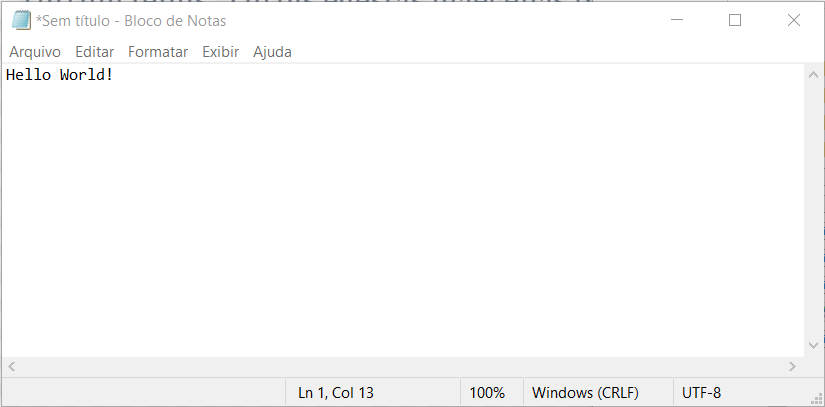 *Sem título - Bloco de Notas
Arquivo Editar Formatar Exibir Ajuda
Hello World!
Ln 1, Col 13 100% Windows (CRLF) UTF-8